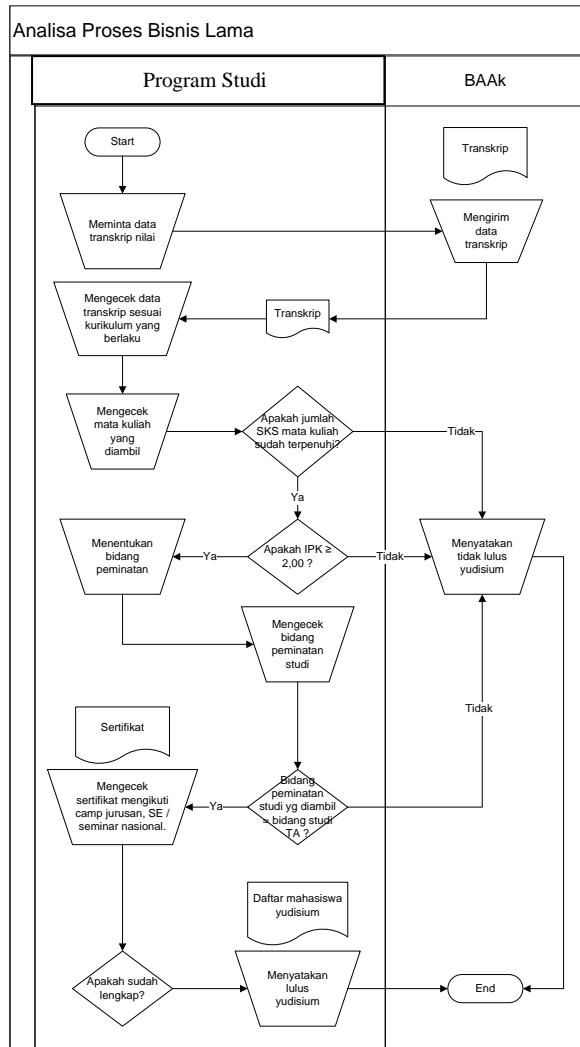 Analisa Proses Bisnis Lama
Program Studi
BAAk
Start
Transkrip
Meminta data
transkrip nilai
Mengirim
data
transkrip
Mengecek data
transkrip sesuai
kurikulum yang
berlaku
Transkrip
Mengecek
mata kuliah
yang
diambil
Apakah jumlah
SKS mata kuliah
sudah terpenuhi?
Tidak
Ya
Menentukan
bidang
peminatan
Ya
Apakah IPK ≥
2,00 ?
Tidak
Menyatakan
tidak lulus
yudisium
Mengecek
bidang
peminatan
studi
Tidak
Sertifikat
Mengecek
sertifikat mengikuti
camp jurusan, SE /
seminar nasional.
Ya
Bidang
peminatan
studi yg diambil
= bidang studi
TA ?
Daftar mahasiswa
yudisium
Apakah sudah
lengkap?
Menyatakan
lulus
yudisium
End